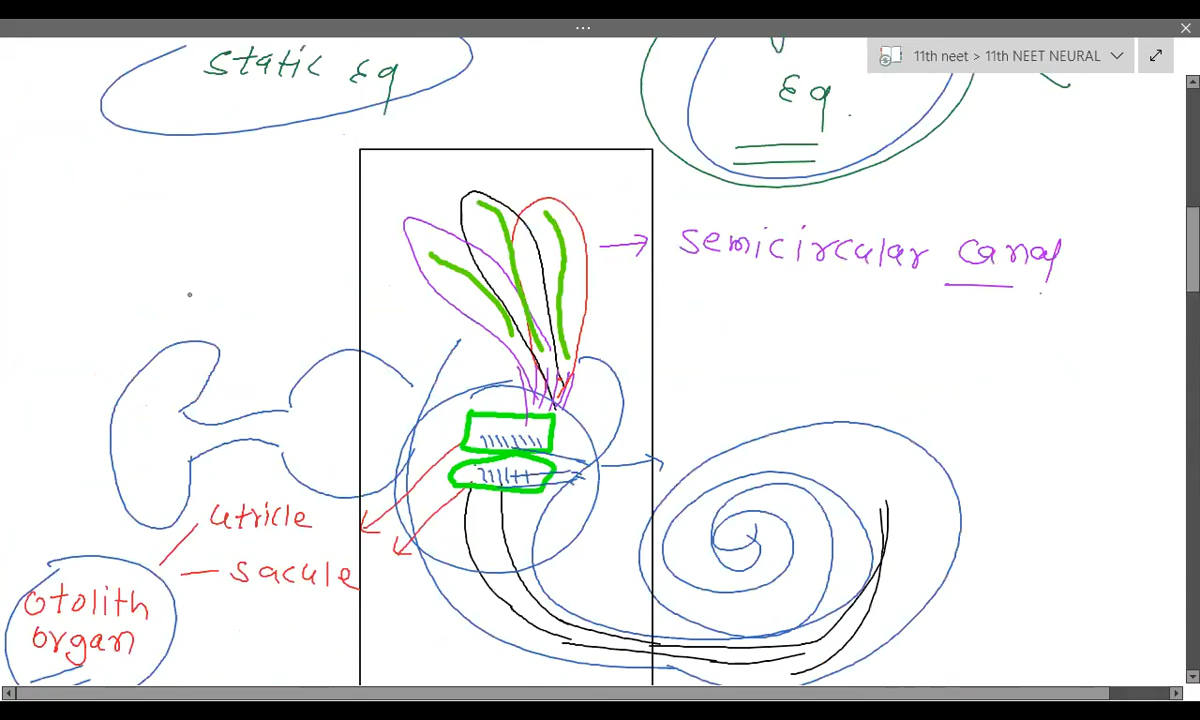 ...
11th neet > 11th NEET NEURAL
static Eq
Eq
semicircular canal
utricle
sacule
otolith
organ